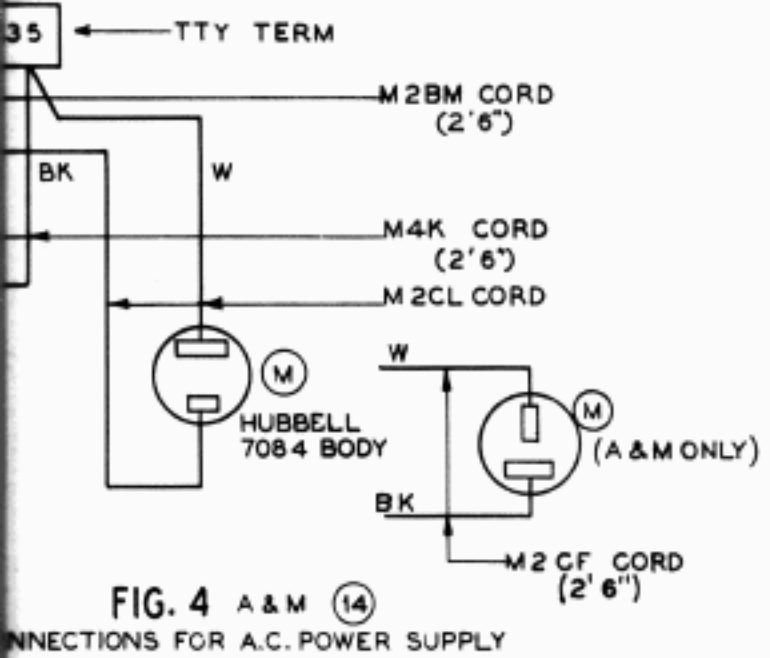 35 TTY TERM
M2BM CORD
(2'6")
BK W
M4K CORD
(2'6")
M2CL CORD
W
M
HUBBELL
7084 BODY
M
(A & M ONLY)
BK
M2CF CORD
(2'6")
FIG. 4 A & M 14
NNECTIONS FOR A.C. POWER SUPPLY